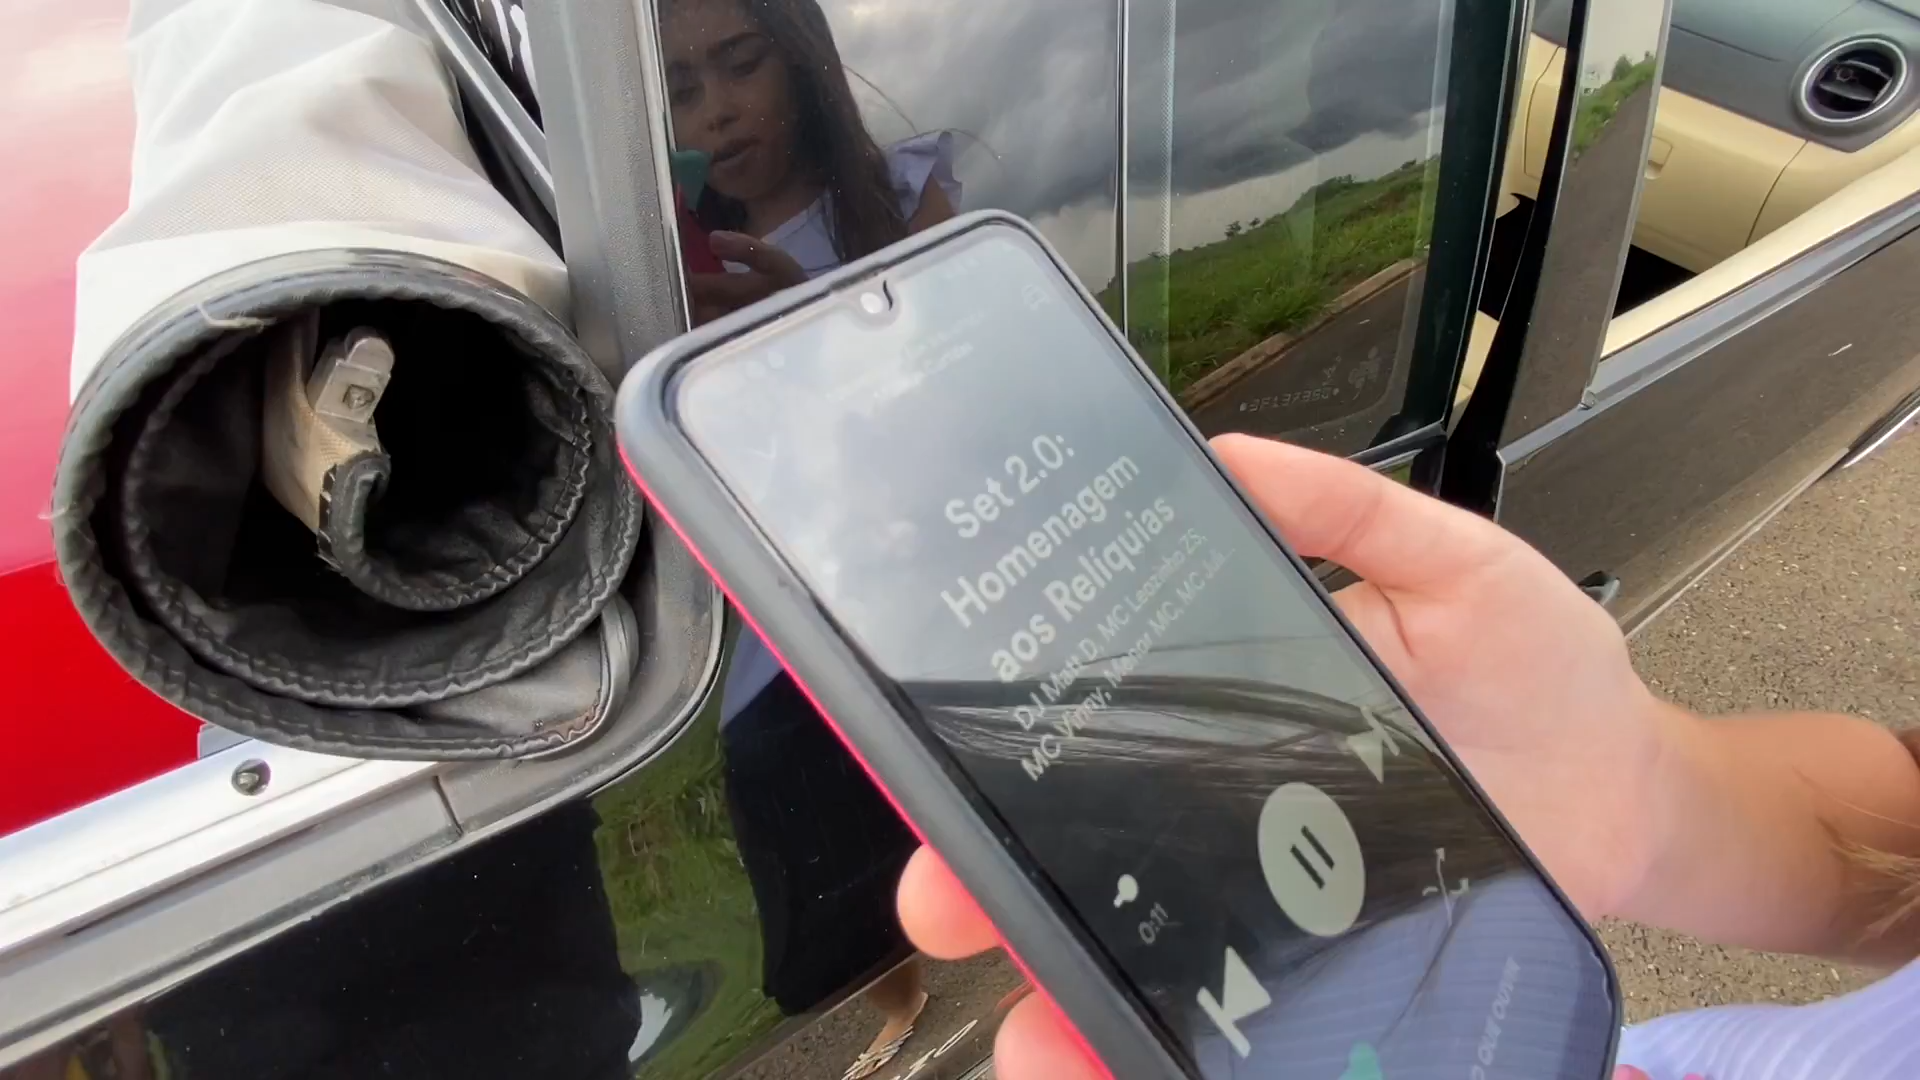 Set 2.0:
Homenagem
aos Relíquias
DJ Matt D, MC Leozinho ZS,
MC Vinny, Menor MC, MC Juli...
0:11